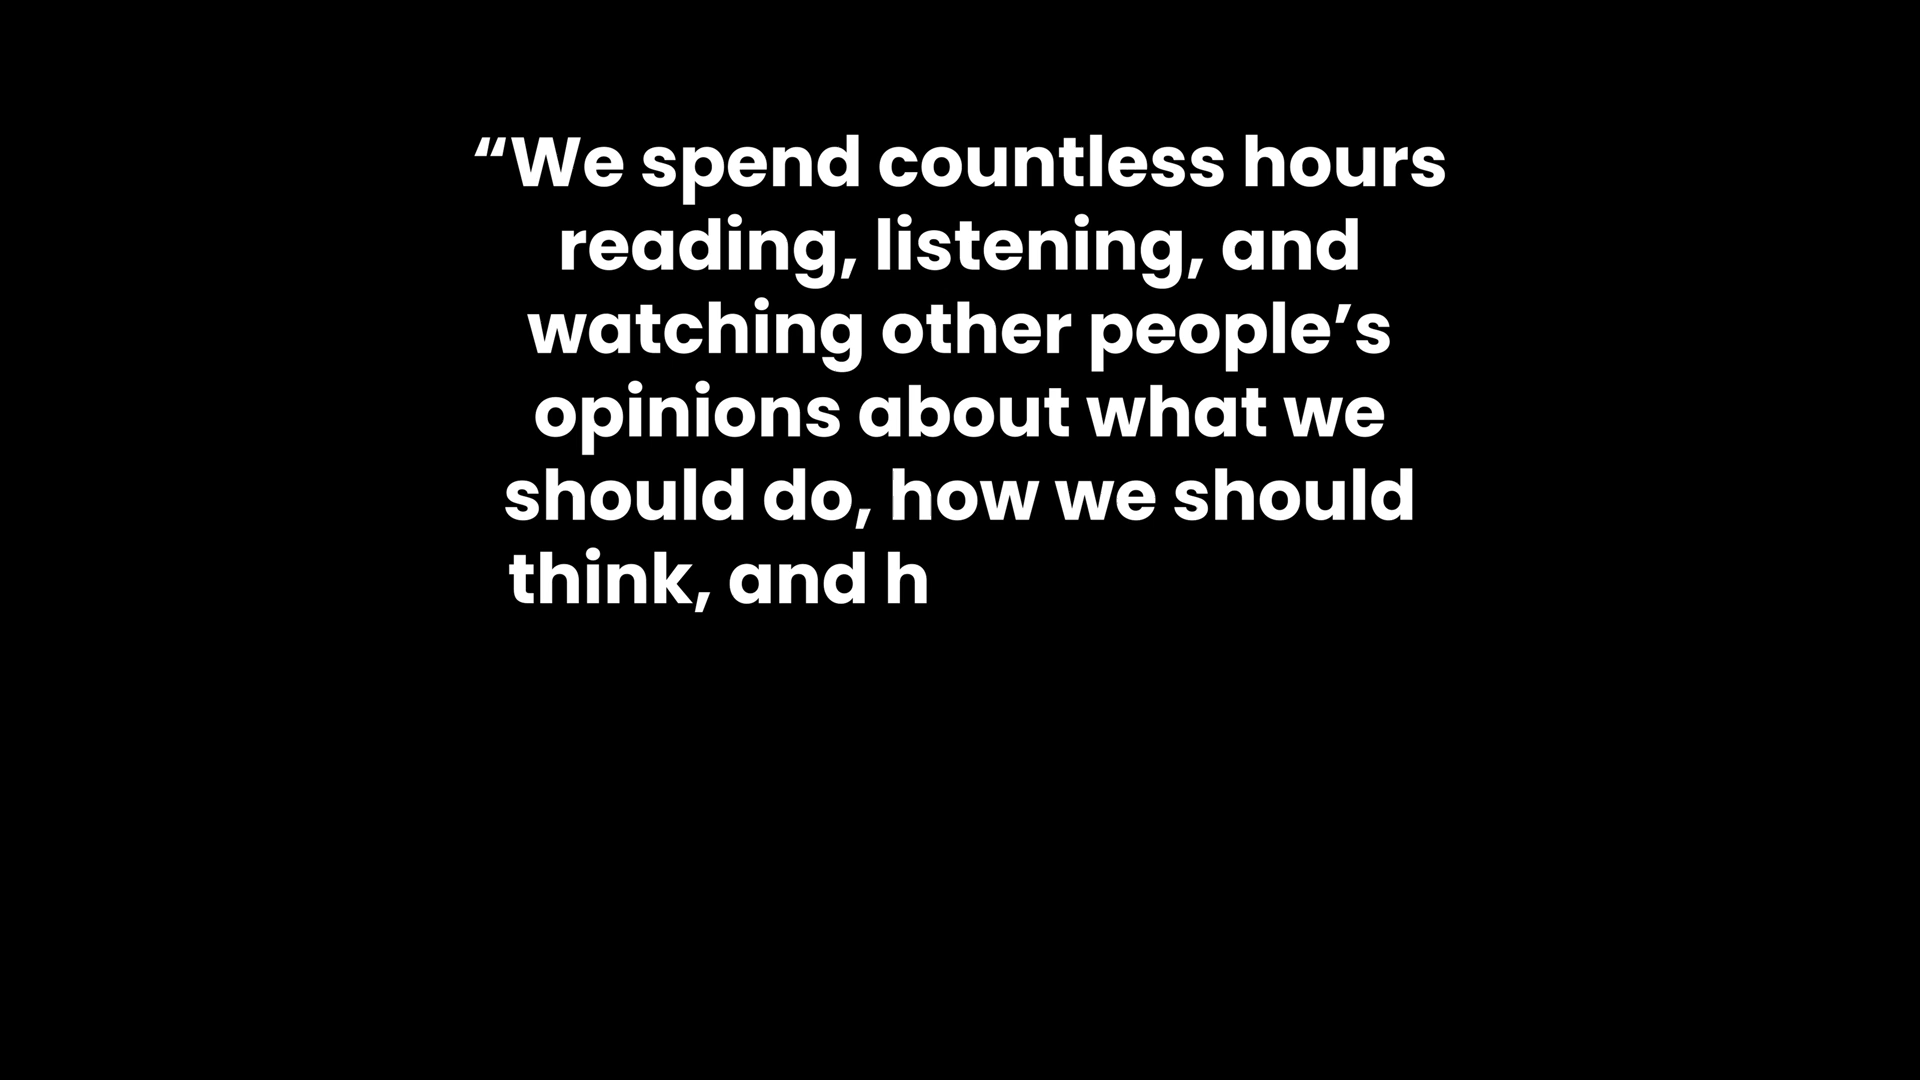 “We spend countless hours
reading, listening, and
watching other people’s
opinions about what we
should do, how we should
think, and h